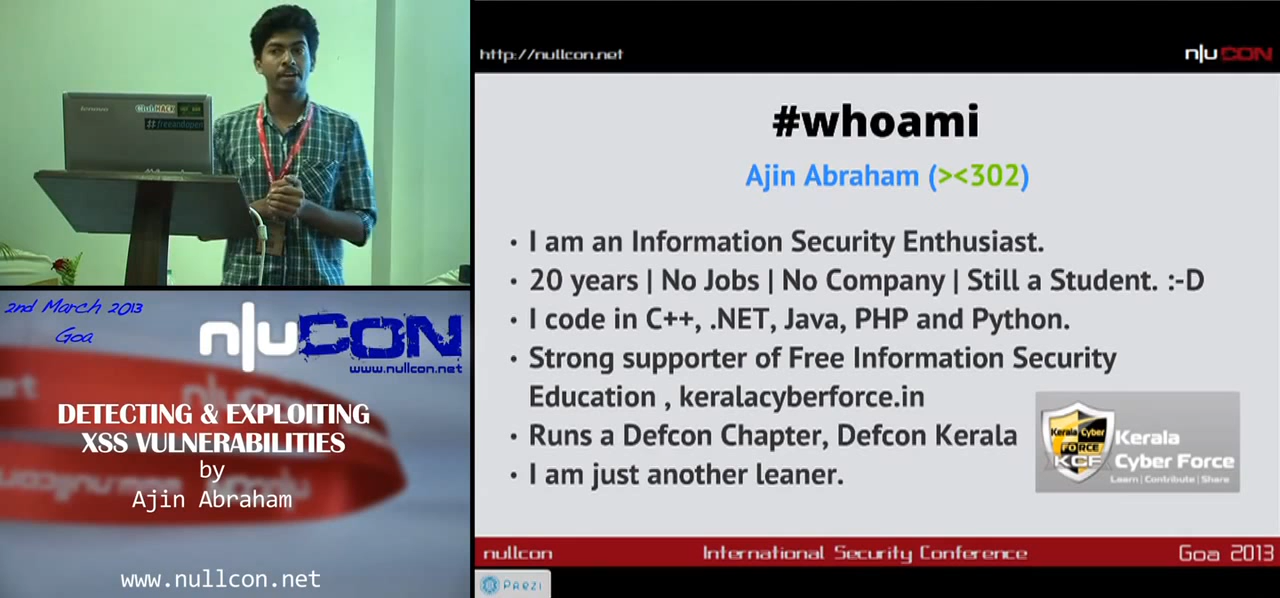 lenovo
ClubHACK
#freeandopen
2nd March 2013
Goa
n|u CON
www.nullcon.net
DETECTING & EXPLOITING
XSS VULNERABILITIES
by
Ajin Abraham
www.nullcon.net
http://nullcon.net
n|u CON
#whoami
Ajin Abraham (><302)
• I am an Information Security Enthusiast.
• 20 years | No Jobs | No Company | Still a Student. :-D
• I code in C++, .NET, Java, PHP and Python.
• Strong supporter of Free Information Security
Education , keralacyberforce.in
• Runs a Defcon Chapter, Defcon Kerala
• I am just another leaner.
Kerala Cyber
FORCE
KCF
Kerala
Cyber Force
Learn | Contribute | Share
nullcon
International Security Conference
Goa 2013
Prezi